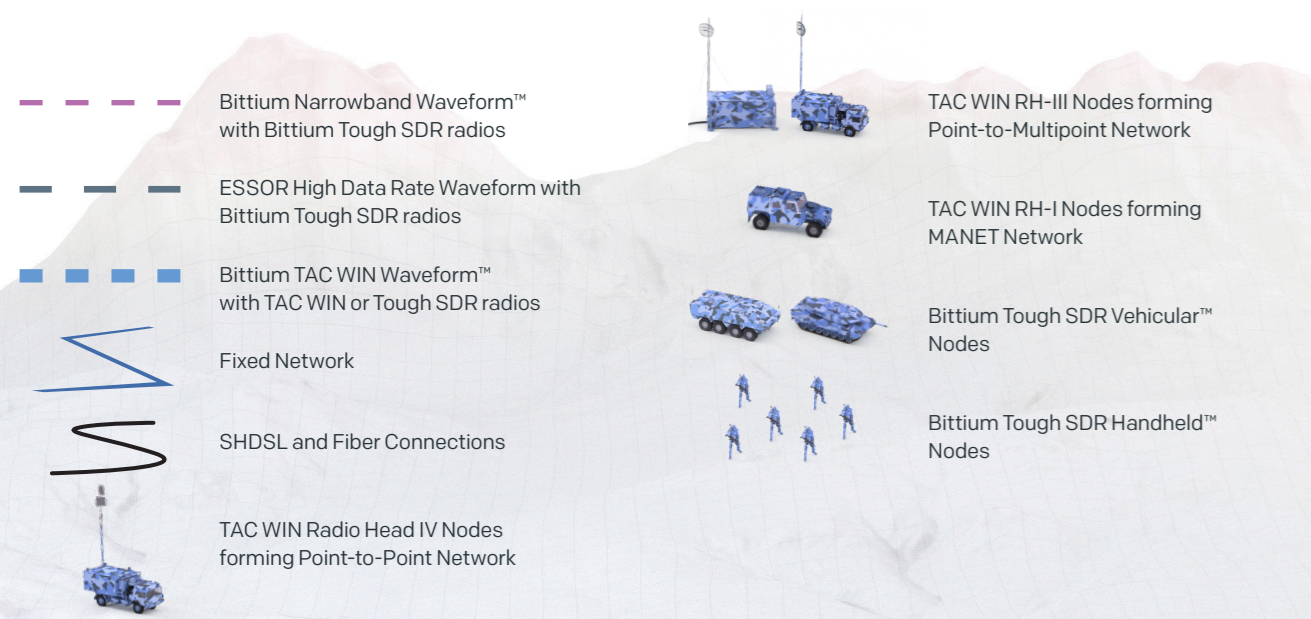 Bittium Narrowband Waveform™
with Bittium Tough SDR radios
ESSOR High Data Rate Waveform with
Bittium Tough SDR radios
Bittium TAC WIN Waveform™
with TAC WIN or Tough SDR radios
Fixed Network
SHDSL and Fiber Connections
TAC WIN Radio Head IV Nodes
forming Point-to-Point Network
TAC WIN RH-III Nodes forming
Point-to-Multipoint Network
TAC WIN RH-I Nodes forming
MANET Network
Bittium Tough SDR Vehicular™
Nodes
Bittium Tough SDR Handheld™
Nodes